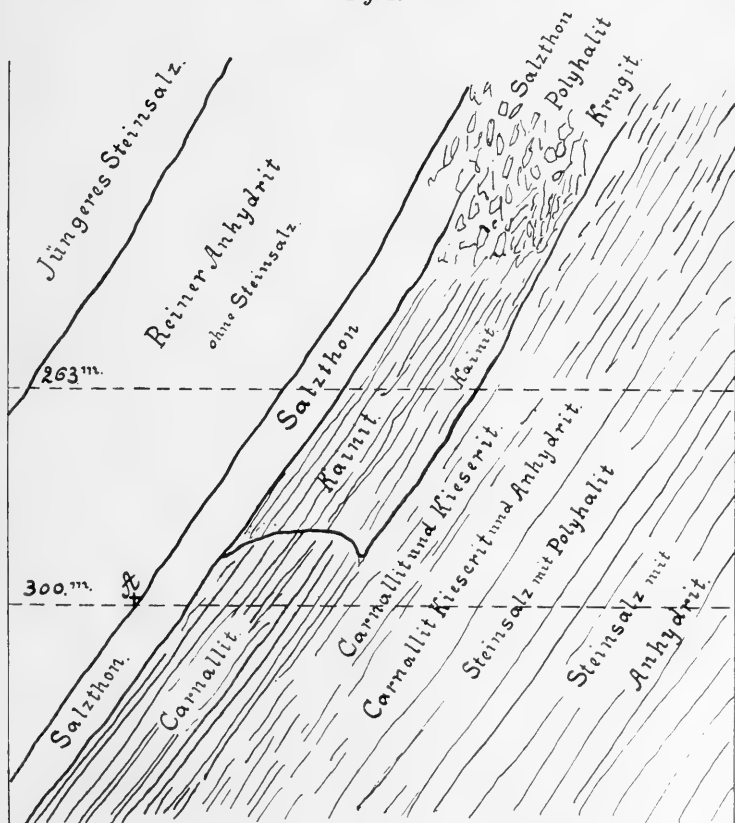 Jüngeres Steinsalz.
Reiner Anhydrit
ohne Steinsalz.
Salzthon
Polyhalit
Krugit.
263 m.
Salzthon
Kainit.
Kainit
300. m.
Salzthon.
Carnallit.
Carnallit und Kieserit.
Carnallit Kieserit und Anhydrit.
Steinsalz mit Polyhalit
Steinsalz mit
Anhydrit.